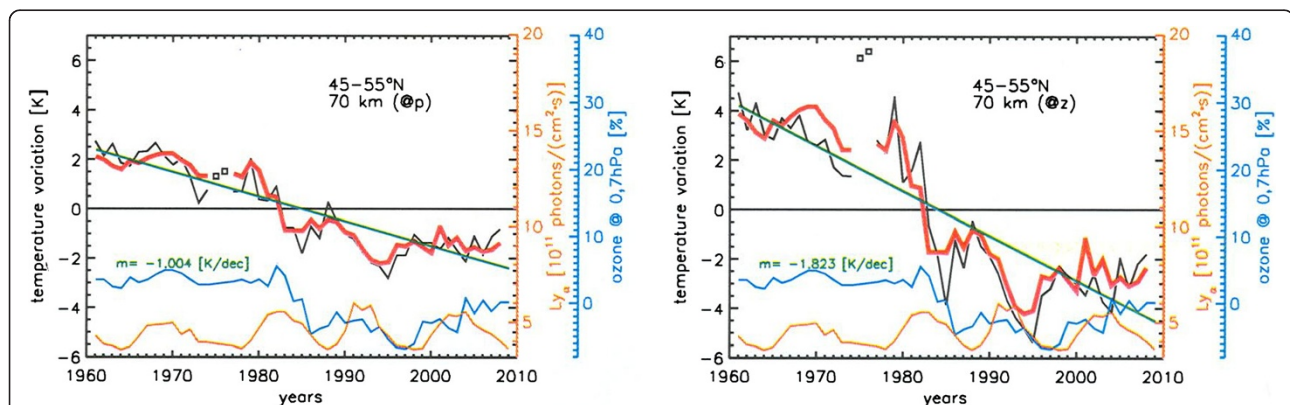 temperature variation [K]
6
4
2
0
−2
−4
−6
45−55°N
70 km (@p)
m= −1.004 [K/dec]
1960 1970 1980 1990 2000 2010
years
20
15
10
5
Lyα [10¹¹ photons/(cm²·s)]
40
30
20
10
0
ozone @ 0,7hPa [%]
temperature variation [K]
6
4
2
0
−2
−4
−6
45−55°N
70 km (@z)
m= −1.823 [K/dec]
1960 1970 1980 1990 2000 2010
years
20
15
10
5
Lyα [10¹¹ photons/(cm²·s)]
40
30
20
10
0
ozone @ 0,7hPa [%]